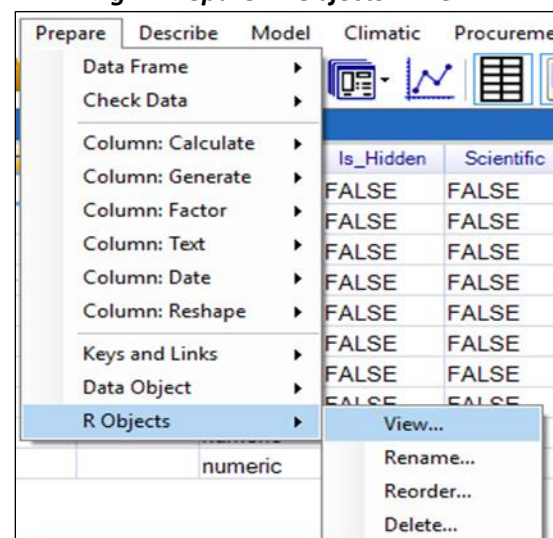 Prepare Describe Model Climatic Procureme
Data Frame
Check Data
Column: Calculate
Is_Hidden Scientific
Column: Generate
FALSE FALSE
Column: Factor
FALSE FALSE
Column: Text
FALSE FALSE
Column: Date
FALSE FALSE
Column: Reshape
FALSE FALSE
FALSE FALSE
Keys and Links
FALSE FALSE
Data Object
FALSE FALSE
R Objects
View...
numeric
Rename...
Reorder...
Delete...